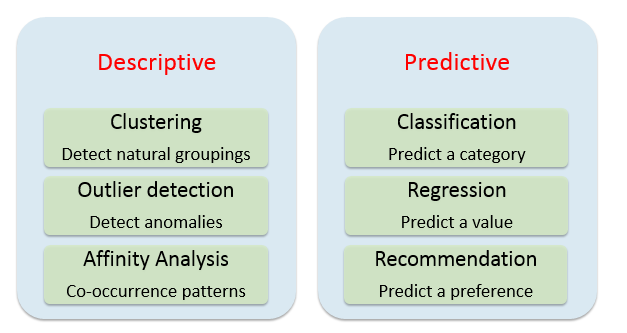 Descriptive
Clustering
Detect natural groupings
Outlier detection
Detect anomalies
Affinity Analysis
Co-occurrence patterns
Predictive
Classification
Predict a category
Regression
Predict a value
Recommendation
Predict a preference